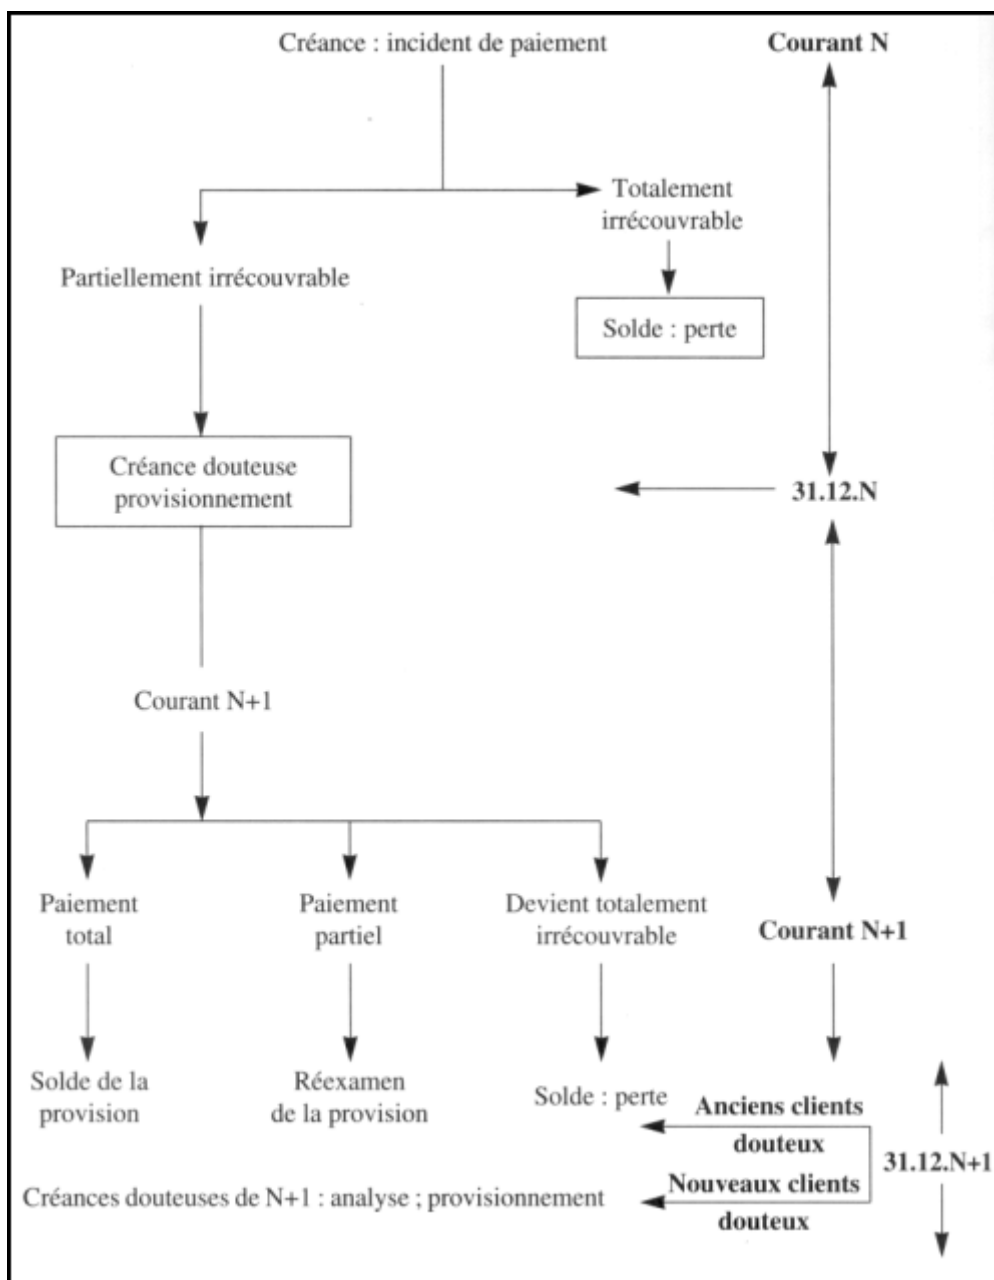 Créance : incident de paiement
Courant N
Totalement
irrécouvrable
Partiellement irrécouvrable
Solde : perte
Créance douteuse
provisionnement
31.12.N
Courant N+1
Paiement
total
Paiement
partiel
Devient totalement
irrécouvrable
Courant N+1
Solde de la
provision
Réexamen
de la provision
Solde : perte
Anciens clients
douteux
31.12.N+1
Créances douteuses de N+1 : analyse ; provisionnement
Nouveaux clients
douteux